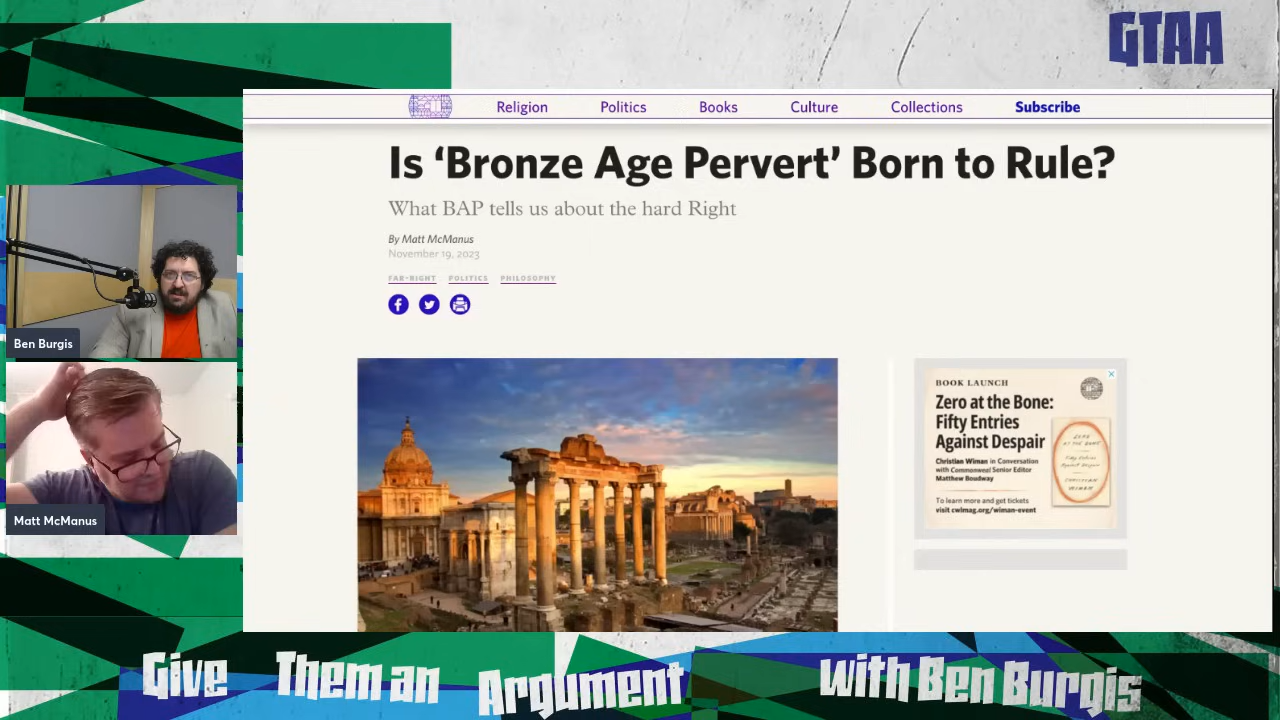 GTAA
Religion Politics Books Culture Collections Subscribe
Is ‘Bronze Age Pervert’ Born to Rule?
What BAP tells us about the hard Right
By Matt McManus
November 19, 2023
FAR-RIGHT POLITICS PHILOSOPHY
Ben Burgis
Matt McManus
BOOK LAUNCH
Zero at the Bone:
Fifty Entries
Against Despair
Christian Wiman in Conversation
with Commonweal Senior Editor
Matthew Boudway
To learn more and get tickets
visit cwlmag.org/wiman-event
Give Them an Argument with Ben Burgis